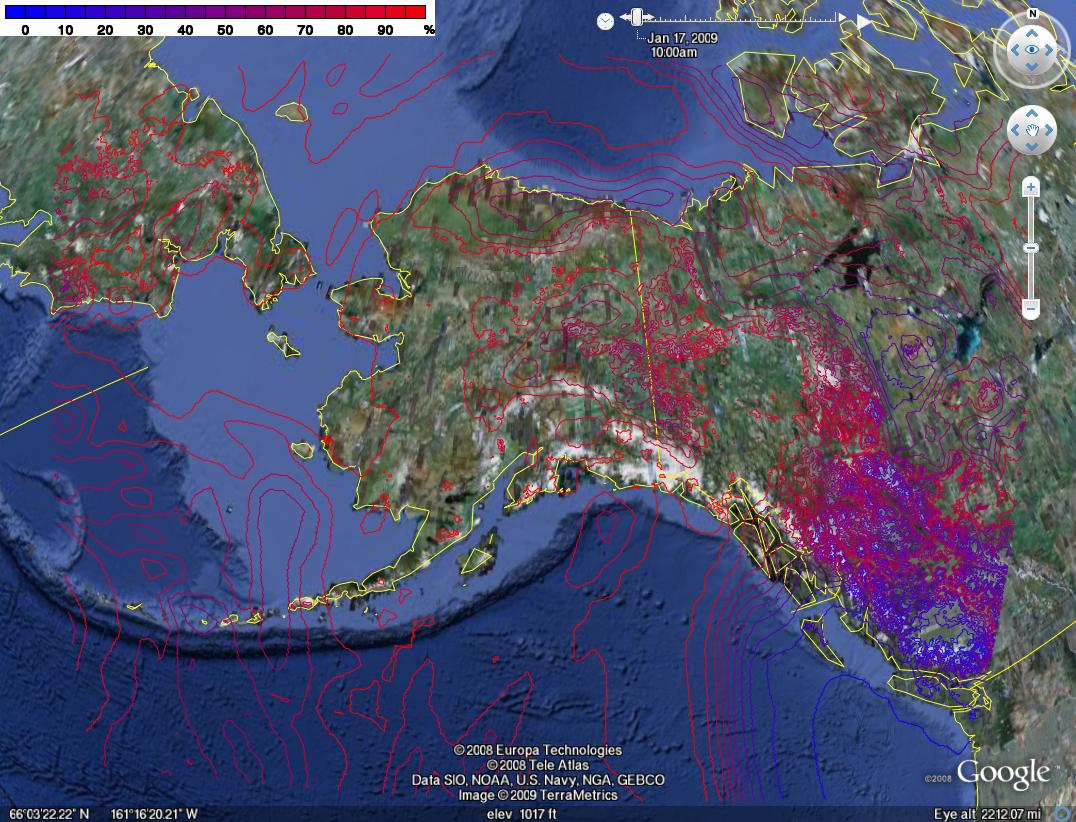 0 10 20 30 40 50 60 70 80 90 %
Jan 17, 2009
10:00am
N
©2008 Europa Technologies
©2008 Tele Atlas
Data SIO, NOAA, U.S. Navy, NGA, GEBCO
Image ©2009 TerraMetrics
©2008 Google™
66°03'22.22" N 161°16'20.21" W elev 1017 ft Eye alt 2212.07 mi